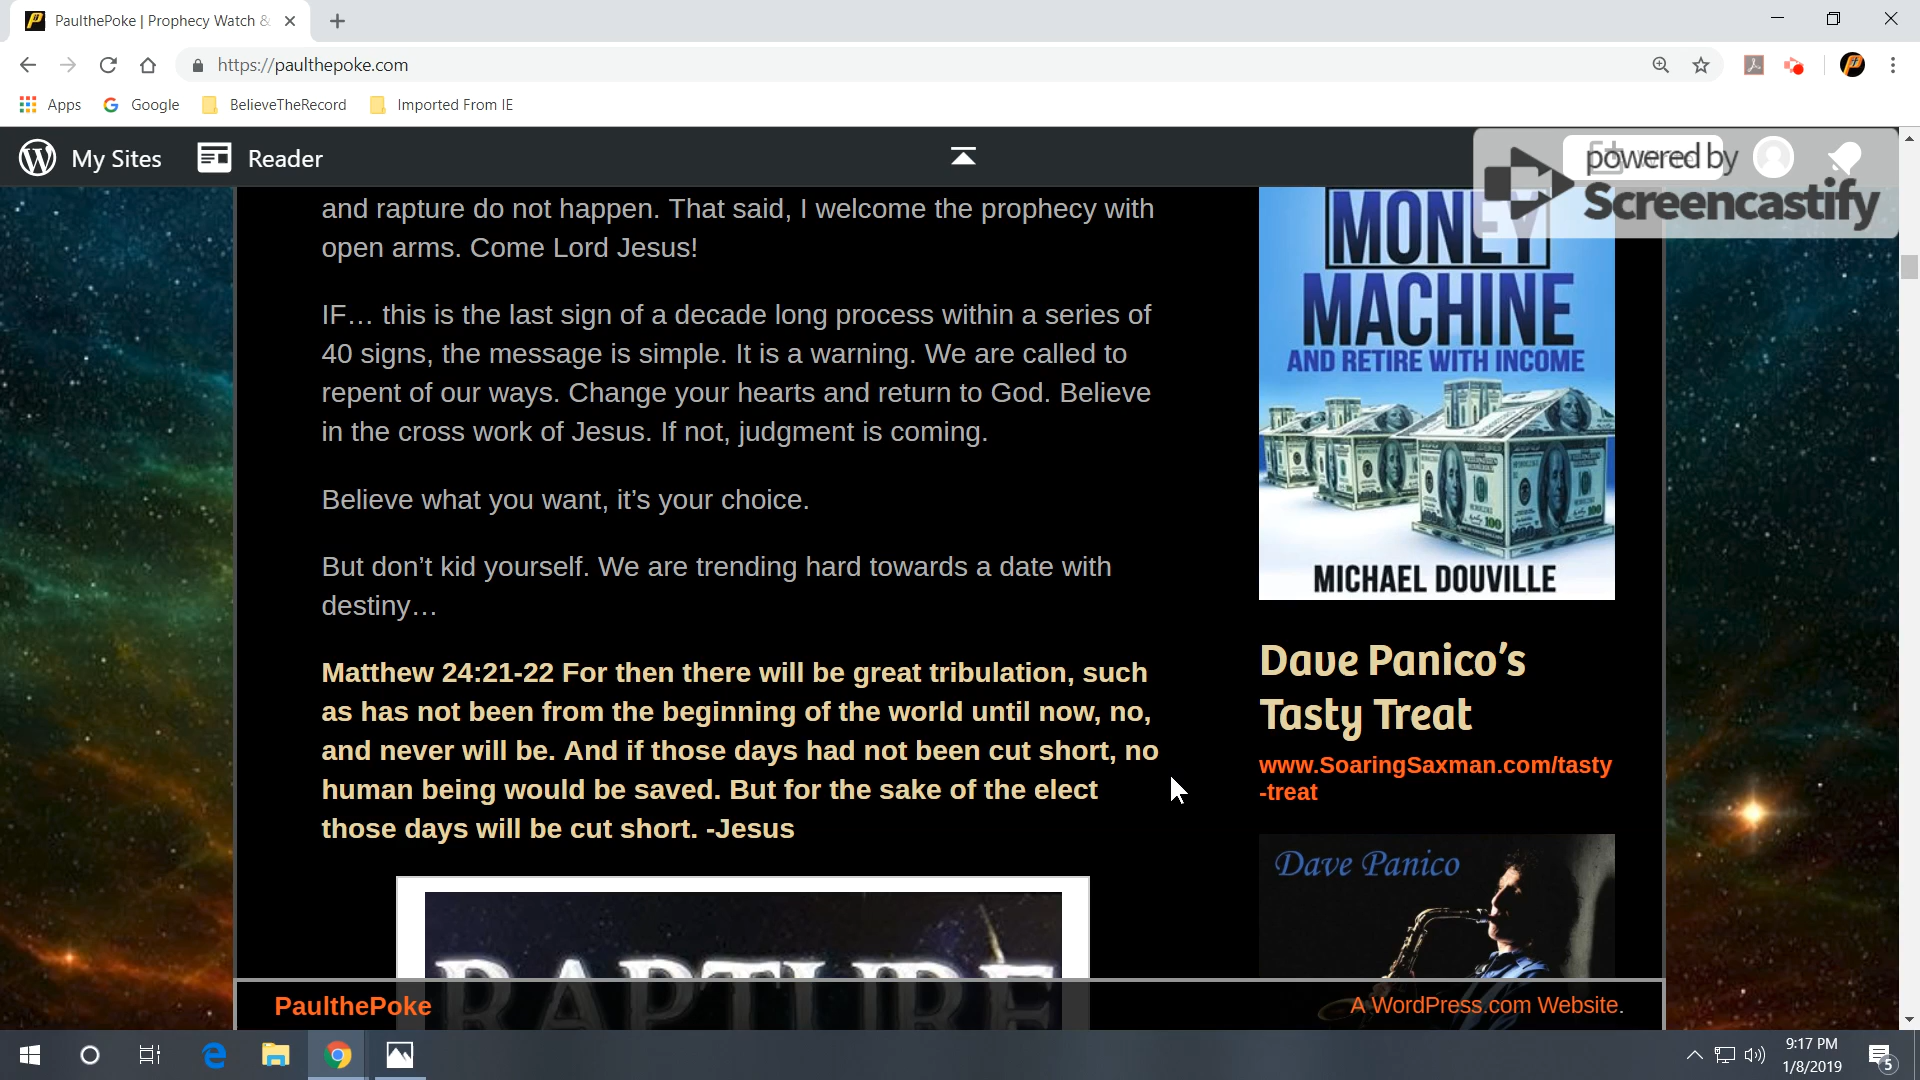 PaulthePoke | Prophecy Watch &
https://paulthepoke.com
Apps
Google
BelieveTheRecord
Imported From IE
My Sites
Reader
powered by
Screencastify
and rapture do not happen. That said, I welcome the prophecy with
open arms. Come Lord Jesus!
IF… this is the last sign of a decade long process within a series of
40 signs, the message is simple. It is a warning. We are called to
repent of our ways. Change your hearts and return to God. Believe
in the cross work of Jesus. If not, judgment is coming.
Believe what you want, it’s your choice.
But don’t kid yourself. We are trending hard towards a date with
destiny…
Matthew 24:21-22 For then there will be great tribulation, such
as has not been from the beginning of the world until now, no,
and never will be. And if those days had not been cut short, no
human being would be saved. But for the sake of the elect
those days will be cut short. -Jesus
RAPTURE
MONEY
MACHINE
AND RETIRE WITH INCOME
100
100
MICHAEL DOUVILLE
Dave Panico’s
Tasty Treat
www.SoaringSaxman.com/tasty
-treat
Dave Panico
PaulthePoke
A WordPress.com Website.
9:17 PM
1/8/2019
5